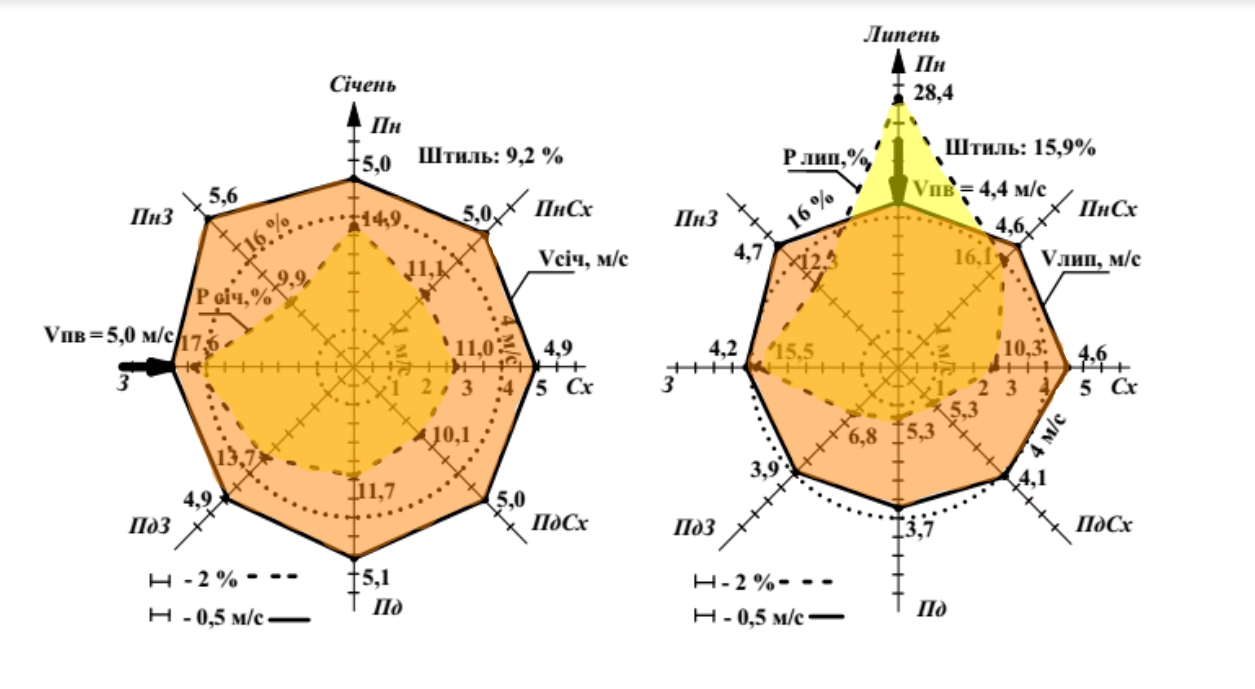 Січень
Пн
5,0
Штиль: 9,2 %
5,6
ПнЗ
16 %
14,9
5,0
ПнСх
11,1
9,9
Р січ,%
Vсіч, м/с
Vпв = 5,0 м/с
17,6
З
1 м/с
4 м/с
11,0
4,9
1 2 3 4 5 Сх
13,7
10,1
11,7
4,9
5,0
ПдЗ
ПдСх
5,1
Пд
- 2 %
- 0,5 м/с
Липень
Пн
28,4
Р лип,%
Штиль: 15,9%
Vпв = 4,4 м/с
16 %
ПнЗ
ПнСх
4,6
4,7
12,3
16,1
Vлип, м/с
4,2
15,5
1 м/с
10,3
4,6
З
1 2 3 4 5 Сх
6,8
5,3
5,3
4 м/с
3,9
4,1
ПдЗ
3,7
ПдСх
Пд
- 2 %
- 0,5 м/с